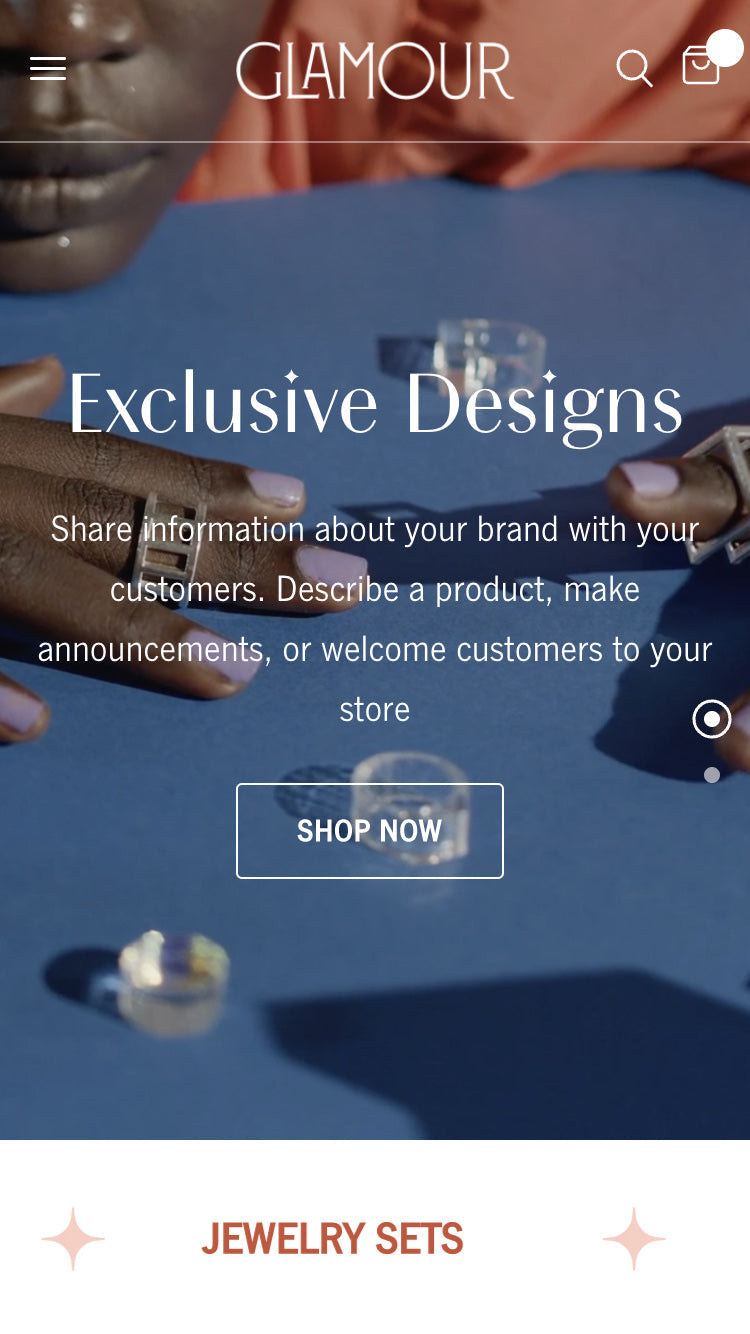 GLAMOUR
Exclusive Designs
Share information about your brand with your
customers. Describe a product, make
announcements, or welcome customers to your
store
SHOP NOW
JEWELRY SETS